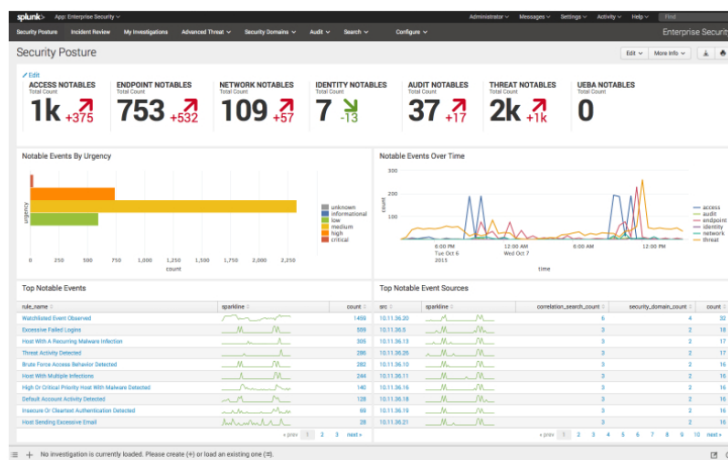 splunk> App: Enterprise Security Administrator Messages Settings Activity Help Find
Security Posture Incident Review My Investigations Advanced Threat Security Domains Audit Search Configure Enterprise Security
Security Posture
Edit More Info
Edit
ACCESS NOTABLES ENDPOINT NOTABLES NETWORK NOTABLES IDENTITY NOTABLES AUDIT NOTABLES THREAT NOTABLES UEBA NOTABLES
Total Count Total Count Total Count Total Count Total Count Total Count Total Count
1k +375 753 +532 109 +57 7 -13 37 +17 2k +1k 0
Notable Events By Urgency
urgency
unknown
informational
low
medium
high
critical
0 250 500 750 1,000 1,250 1,500 1,750 2,000 2,250
count
Notable Events Over Time
300
200
100
count
access
audit
endpoint
identity
network
threat
6:00 PM 12:00 AM 6:00 AM 12:00 PM
Tue Oct 6 Wed Oct 7
2015
time
Top Notable Events
rule_name sparkline count
Watchlisted Event Observed
Excessive Failed Logins
Host With A Recurring Malware Infection
Threat Activity Detected
Brute Force Access Behavior Detected
Host With Multiple Infections 244
High Or Critical Priority Host With Malware Detected 140
Default Account Activity Detected 128
Insecure Or Cleartext Authentication Detected
Host Sending Excessive Email 28
« prev 1 2 3 next »
Top Notable Event Sources
src sparkline correlation_search_count security_domain_count count
10.11.36.20 6 4 32
10.11.36.5 3 2 18
10.11.36.13 3 2 17
10.11.36.26 3 2 17
10.11.36.10 3 2 16
10.11.36.11 3 2 16
10.11.36.15 3 2 16
10.11.36.18 3 2 16
10.11.36.19 3 2 16
10.11.36.21 3 2 16
« prev 1 2 3 4 5 6 7 8 9 10 next »
No investigation is currently loaded. Please create (+) or load an existing one (≡).